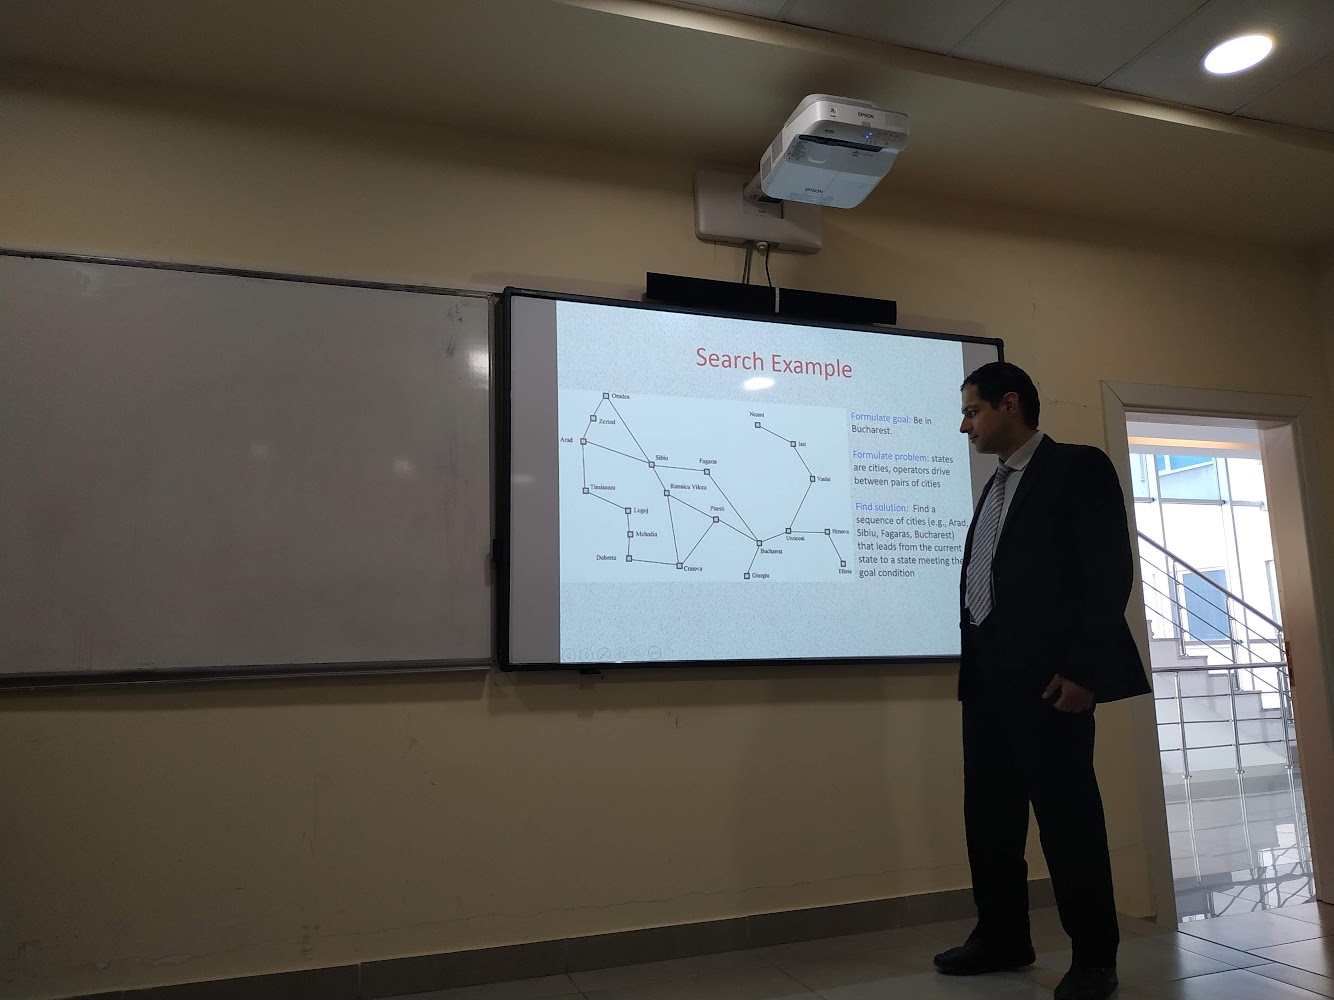 EPSON
EPSON
Search Example
Oradea
Zerind
Arad
Sibiu
Fagaras
Timisoara
Rimnicu Vilcea
Lugoj
Pitesti
Mehadia
Dobreta
Craiova
Neamt
Iasi
Vaslui
Urziceni
Hirsova
Bucharest
Giurgiu
Eforie
Formulate goal: Be in
Bucharest.
Formulate problem: states
are cities, operators drive
between pairs of cities
Find solution: Find a
sequence of cities (e.g., Arad,
Sibiu, Fagaras, Bucharest)
that leads from the current
state to a state meeting the
goal condition